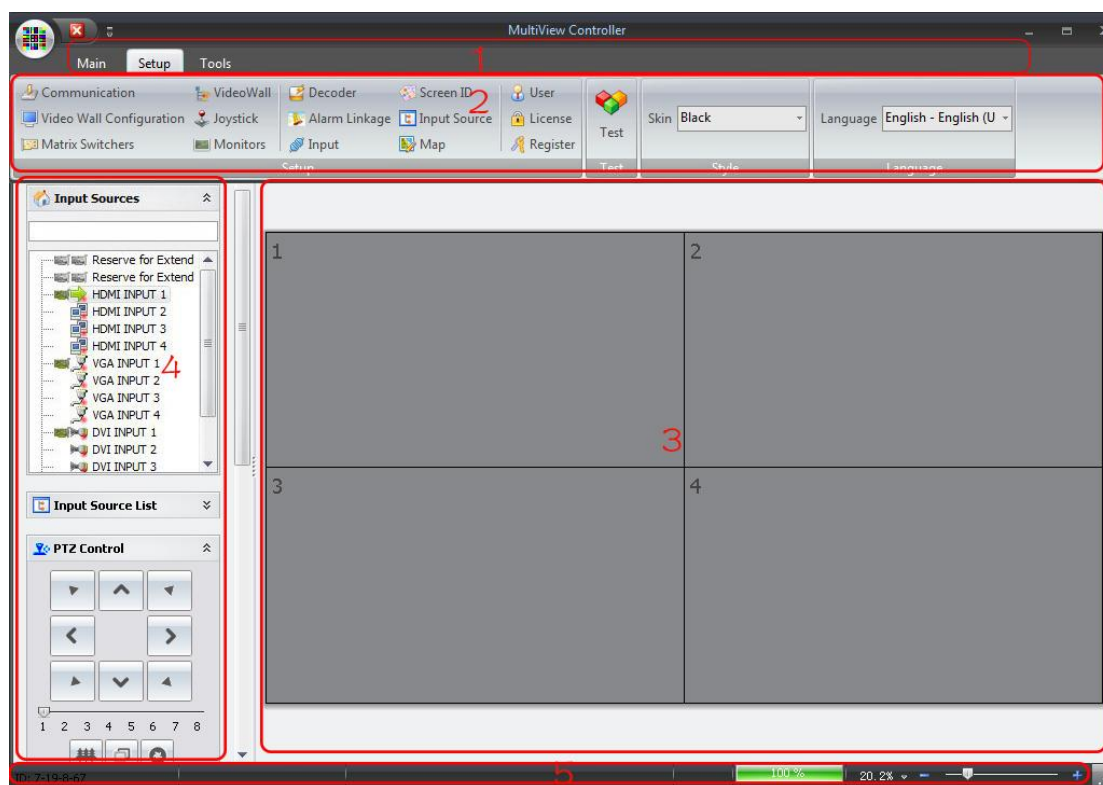 MultiView Controller
1
Main Setup Tools
Communication VideoWall Decoder Screen ID User
2
Video Wall Configuration Joystick Alarm Linkage Input Source License Test Skin Black Language English - English (U
Matrix Switchers Monitors Input Map Register
Setup Test Style Language
Input Sources
Reserve for Extend
Reserve for Extend
HDMI INPUT 1
HDMI INPUT 2
HDMI INPUT 3
HDMI INPUT 4
VGA INPUT 1
4
VGA INPUT 2
VGA INPUT 3
VGA INPUT 4
DVI INPUT 1
DVI INPUT 2
DVI INPUT 3
Input Source List
PTZ Control
1 2 3 4 5 6 7 8
1 2
3
3 4
ID: 7-19-8-67 5 100 % 20.2%